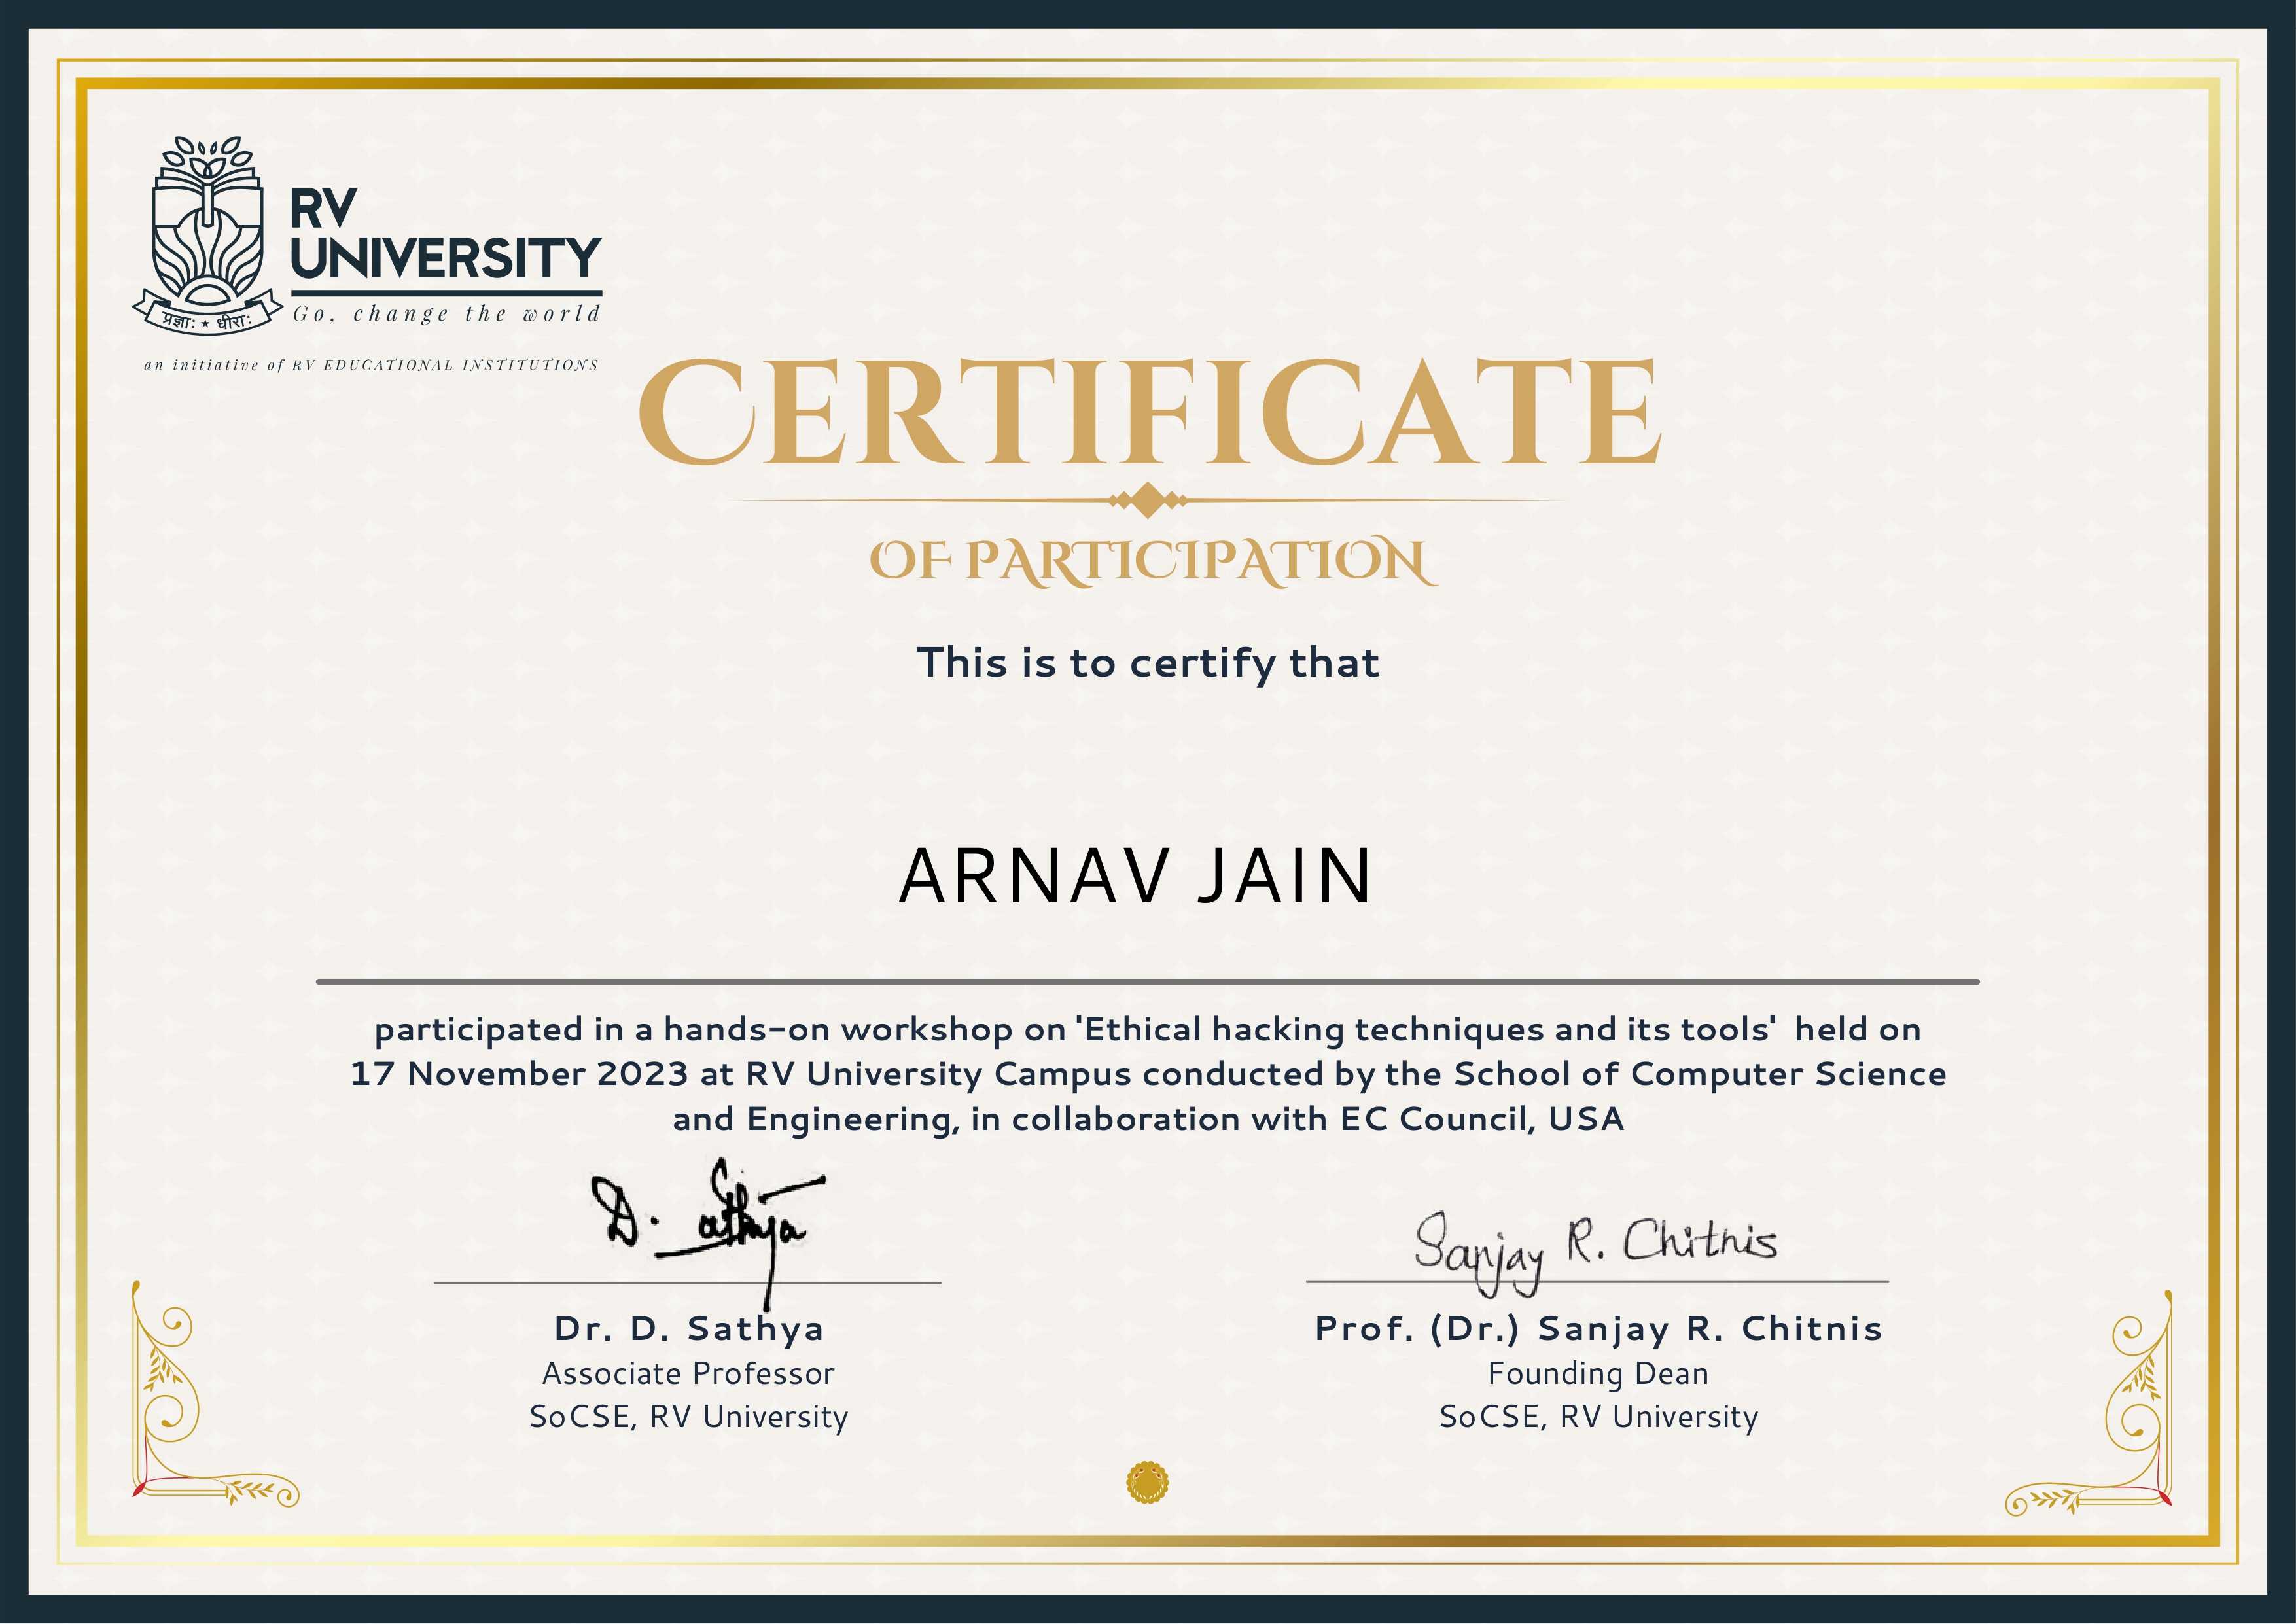 RV
UNIVERSITY
Go, change the world
प्रज्ञाः ★ धीराः
an initiative of RV EDUCATIONAL INSTITUTIONS
CERTIFICATE
OF PARTICIPATION
This is to certify that
ARNAV JAIN
participated in a hands-on workshop on 'Ethical hacking techniques and its tools' held on
17 November 2023 at RV University Campus conducted by the School of Computer Science
and Engineering, in collaboration with EC Council, USA
D. Sathya
Sanjay R. Chitnis
Dr. D. Sathya
Prof. (Dr.) Sanjay R. Chitnis
Associate Professor
Founding Dean
SoCSE, RV University
SoCSE, RV University